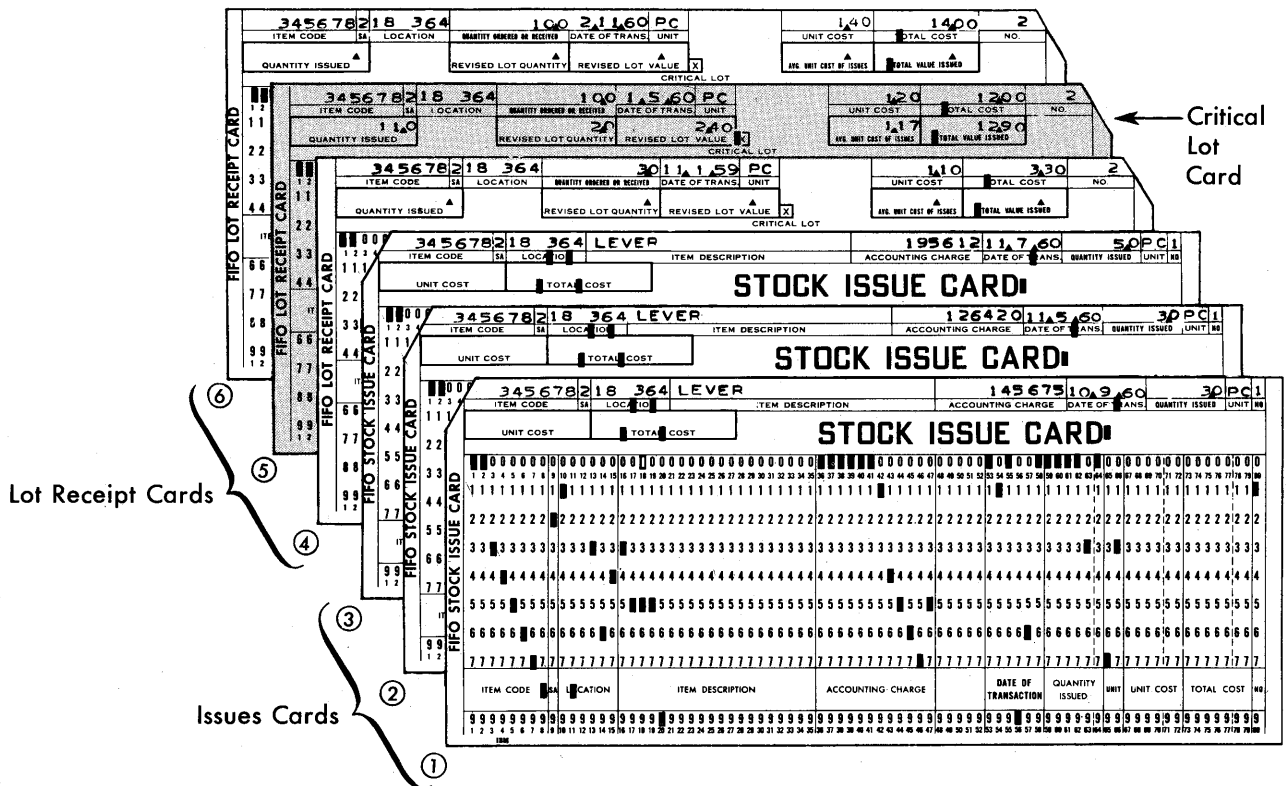 345678 2 18 364 100 2 11 60 PC 1 40 14 00 2
ITEM CODE SA LOCATION QUANTITY ORDERED OR RECEIVED DATE OF TRANS. UNIT UNIT COST TOTAL COST NO.
QUANTITY ISSUED REVISED LOT QUANTITY REVISED LOT VALUE X AVG. UNIT COST OF ISSUES TOTAL VALUE ISSUED
CRITICAL LOT
FIFO LOT RECEIPT CARD
345678 2 18 364 100 1 5 60 PC 1 20 12 00 2
ITEM CODE SA LOCATION QUANTITY ORDERED OR RECEIVED DATE OF TRANS. UNIT UNIT COST TOTAL COST NO.
110 20 2 40 1 17 12 90
QUANTITY ISSUED REVISED LOT QUANTITY REVISED LOT VALUE X AVG. UNIT COST OF ISSUES TOTAL VALUE ISSUED
CRITICAL LOT
FIFO LOT RECEIPT CARD
Critical
Lot
Card
345678 2 18 364 30 11 1 59 PC 1 10 3 30 2
ITEM CODE SA LOCATION QUANTITY ORDERED OR RECEIVED DATE OF TRANS. UNIT UNIT COST TOTAL COST NO.
QUANTITY ISSUED REVISED LOT QUANTITY REVISED LOT VALUE X AVG. UNIT COST OF ISSUES TOTAL VALUE ISSUED
CRITICAL LOT
FIFO LOT RECEIPT CARD
345678 2 18 364 LEVER 195612 11 7 60 50 PC 1
ITEM CODE SA LOCATION ITEM DESCRIPTION ACCOUNTING CHARGE DATE OF TRANS. QUANTITY ISSUED UNIT NO
UNIT COST TOTAL COST STOCK ISSUE CARD
FIFO STOCK ISSUE CARD
345678 2 18 364 LEVER 126420 11 5 60 30 PC 1
ITEM CODE SA LOCATION ITEM DESCRIPTION ACCOUNTING CHARGE DATE OF TRANS. QUANTITY ISSUED UNIT NO
UNIT COST TOTAL COST STOCK ISSUE CARD
FIFO STOCK ISSUE CARD
345678 2 18 364 LEVER 145675 10 9 60 30 PC 1
ITEM CODE SA LOCATION ITEM DESCRIPTION ACCOUNTING CHARGE DATE OF TRANS. QUANTITY ISSUED UNIT NO
UNIT COST TOTAL COST STOCK ISSUE CARD
FIFO STOCK ISSUE CARD
ITEM CODE SA LOCATION ITEM DESCRIPTION ACCOUNTING CHARGE DATE OF TRANSACTION QUANTITY ISSUED UNIT UNIT COST TOTAL COST NO
6
5
Lot Receipt Cards
4
3
2
Issues Cards
1